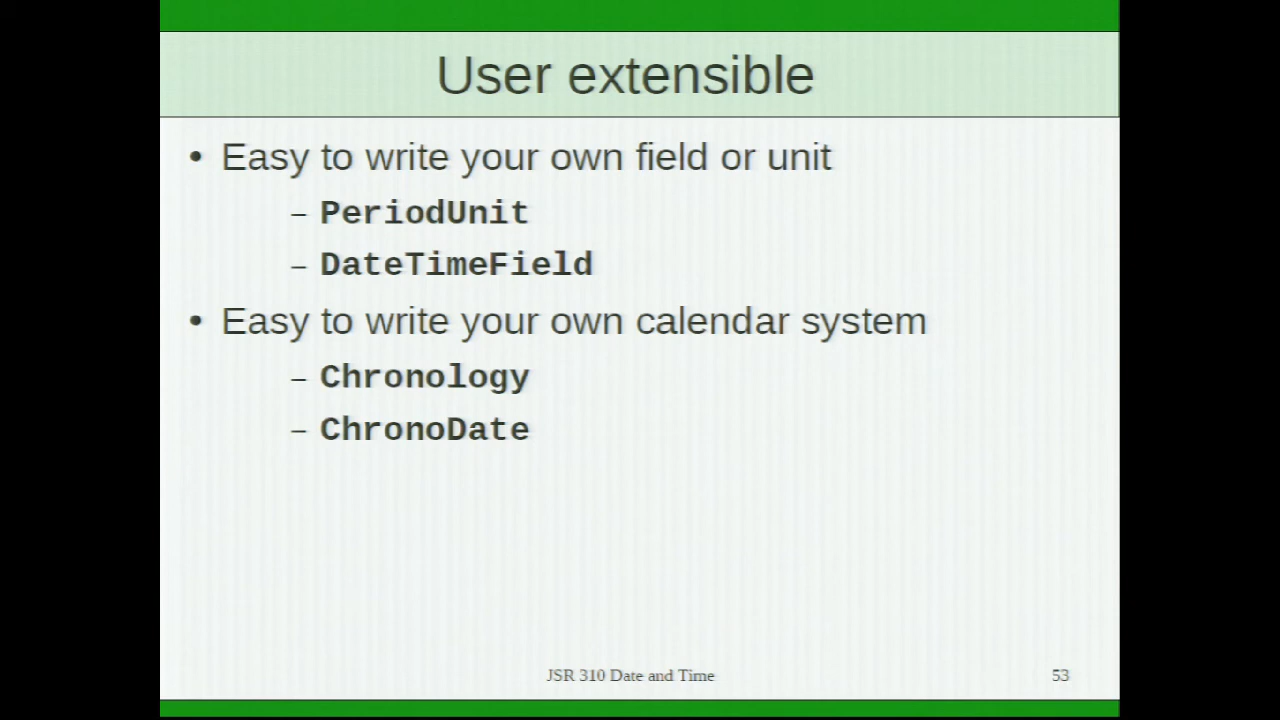 User extensible
• Easy to write your own field or unit
– PeriodUnit
– DateTimeField
• Easy to write your own calendar system
– Chronology
– ChronoDate
JSR 310 Date and Time
53